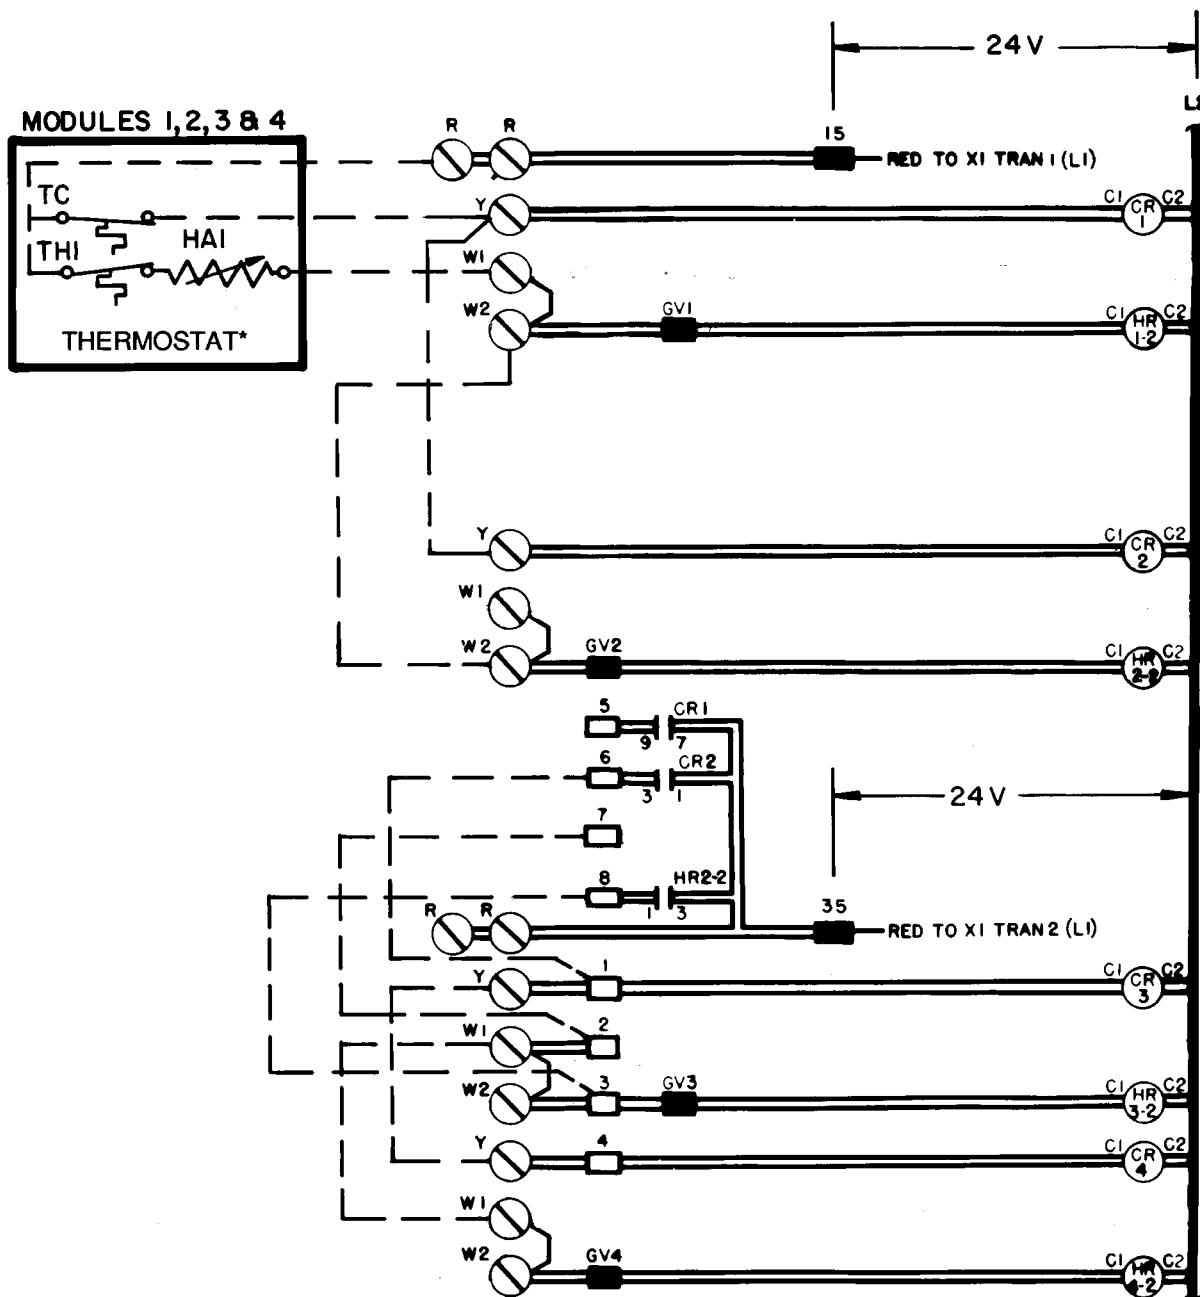 24V
L2
MODULES 1,2,3 & 4
R R 15
RED TO X1 TRAN 1 (L1)
TC
Y C1 CR 1 C2
TH1 HA1
W1
W2 GV1 C1 HR 1-2 C2
THERMOSTAT*
Y C1 CR 2 C2
W1
W2 GV2 C1 HR 2-2 C2
5 CR1
9 7
6 CR2
3 1
24V
7
8 HR2-2
1 3
R R 35
RED TO X1 TRAN 2 (L1)
Y 1 C1 CR 3 C2
W1 2
W2 3 GV3 C1 HR 3-2 C2
Y 4 C1 CR 4 C2
W1
W2 GV4 C1 HR 4-2 C2